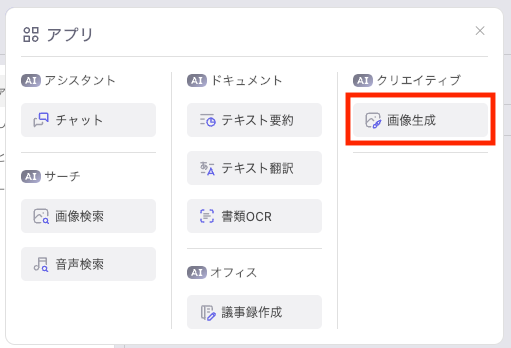 アプリ
AI アシスタント
チャット
AI サーチ
画像検索
音声検索
AI ドキュメント
テキスト要約
テキスト翻訳
書類OCR
AI オフィス
議事録作成
AI クリエイティブ
画像生成